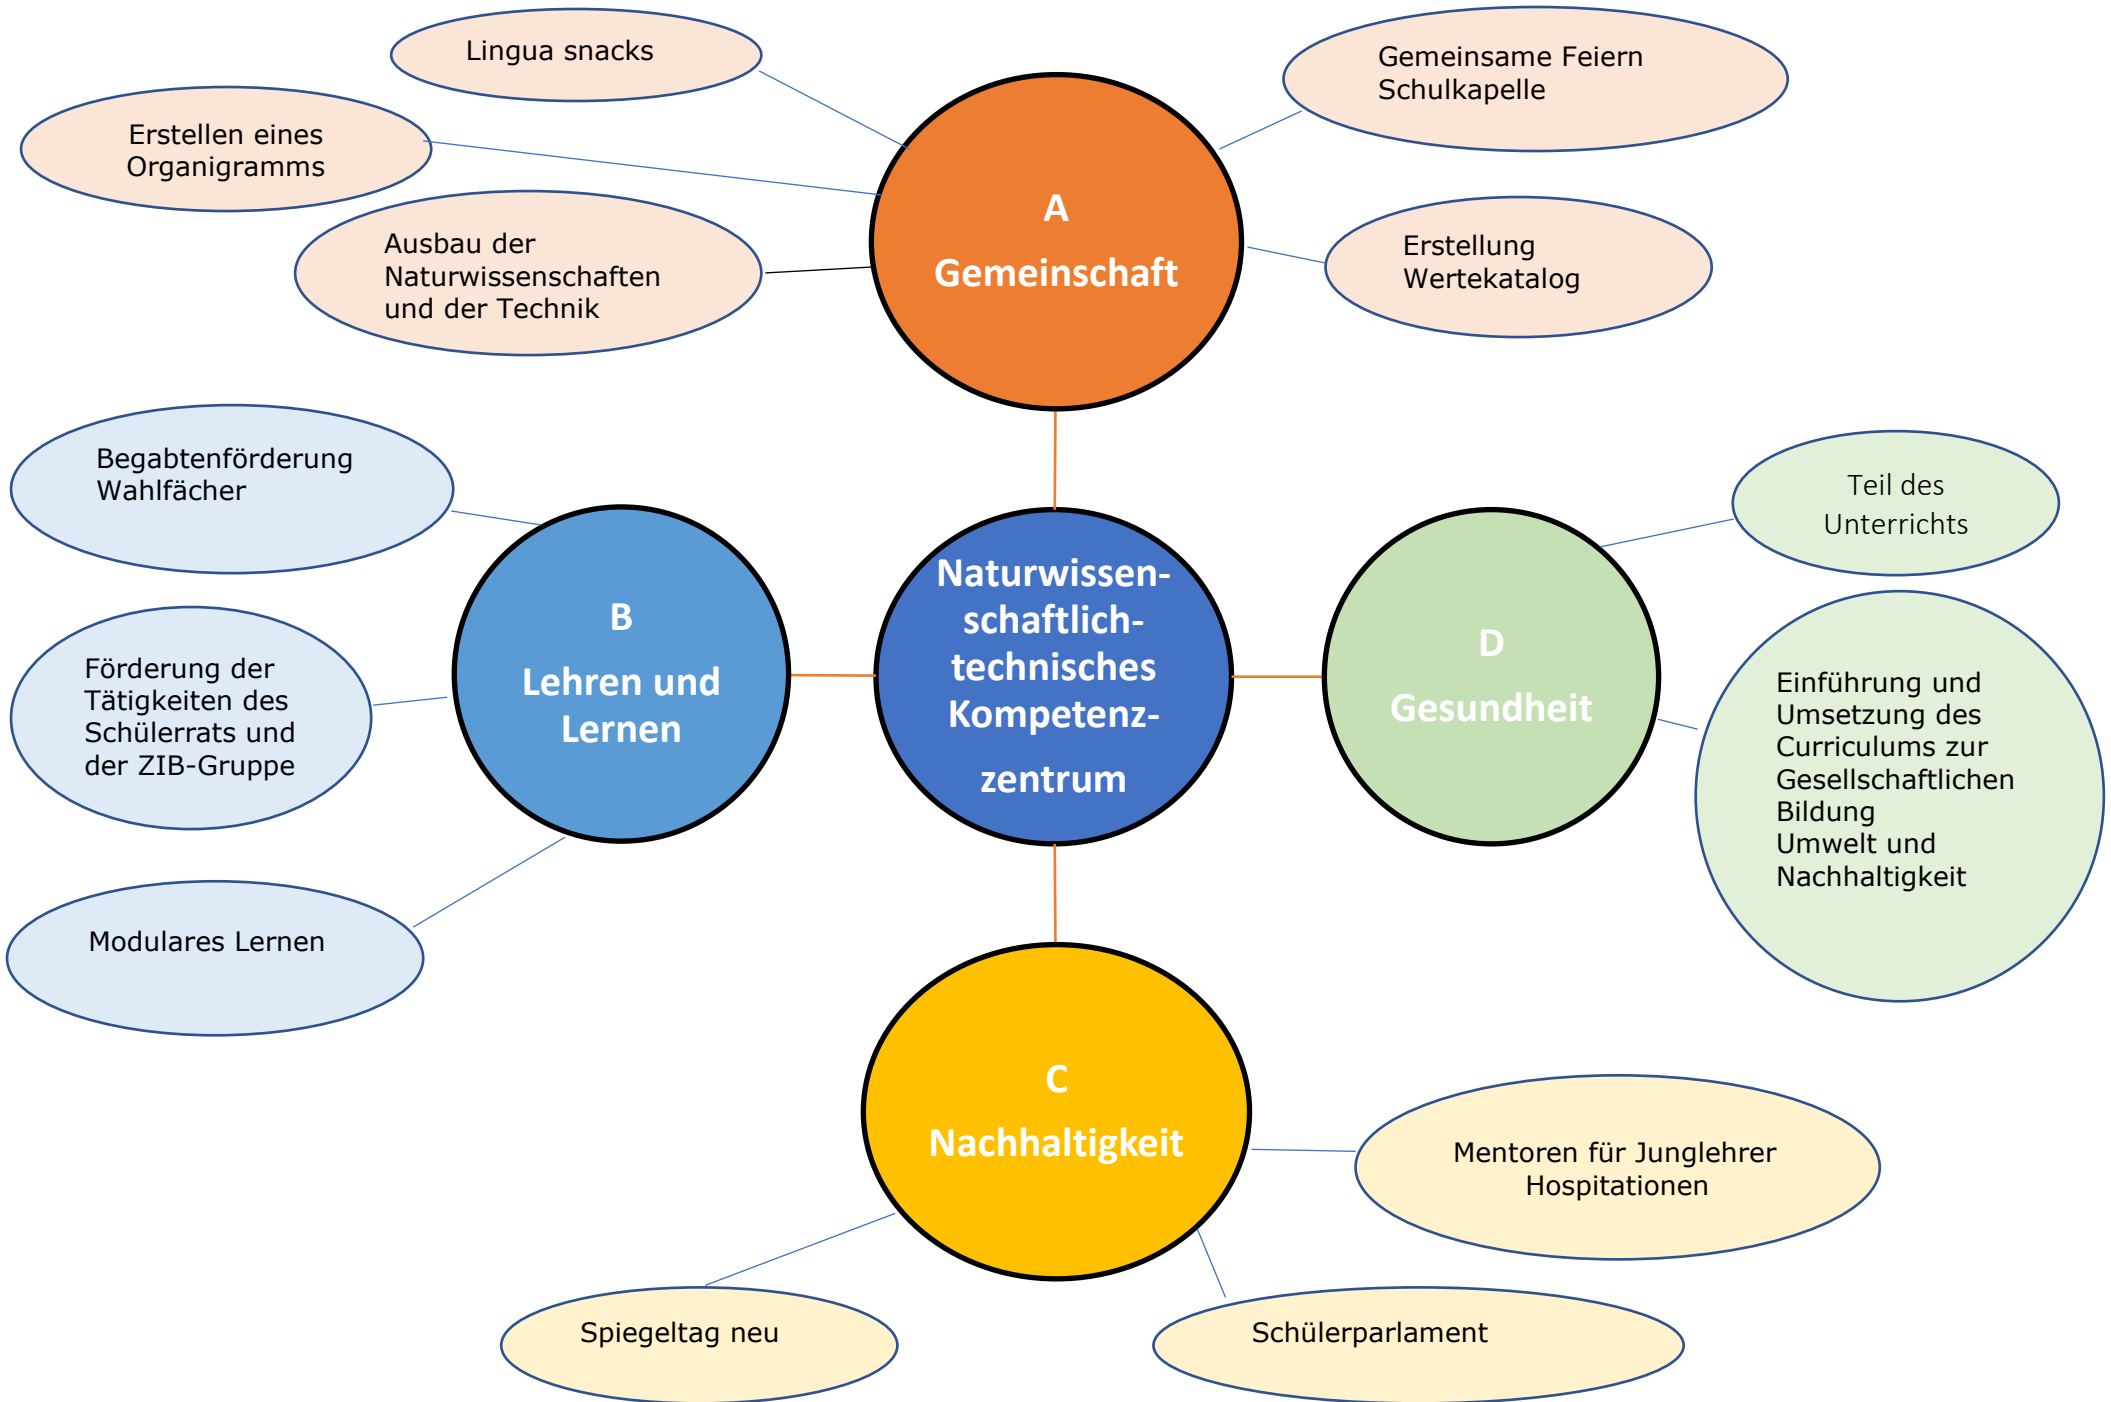 Lingua snacks
Gemeinsame Feiern
Schulkapelle
Erstellen eines
Organigramms
Ausbau der
Naturwissenschaften
und der Technik
A
Gemeinschaft
Erstellung
Wertekatalog
Begabtenförderung
Wahlfächer
Förderung der
Tätigkeiten des
Schülerrats und
der ZIB-Gruppe
Modulares Lernen
B
Lehren und
Lernen
Naturwissen-
schaftlich-
technisches
Kompetenz-
zentrum
D
Gesundheit
Teil des
Unterrichts
Einführung und
Umsetzung des
Curriculums zur
Gesellschaftlichen
Bildung
Umwelt und
Nachhaltigkeit
C
Nachhaltigkeit
Mentoren für Junglehrer
Hospitationen
Spiegeltag neu
Schülerparlament